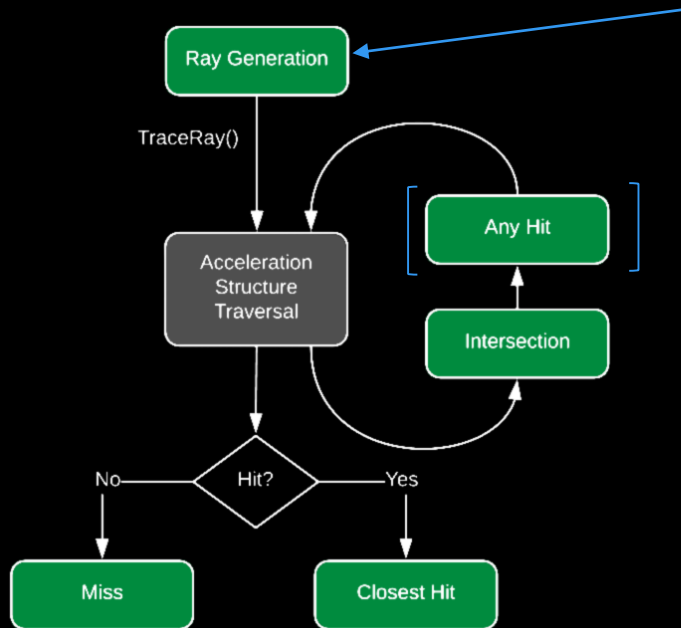 Ray Generation
TraceRay()
Acceleration
Structure
Traversal
Any Hit
Intersection
Hit?
No
Yes
Miss
Closest Hit